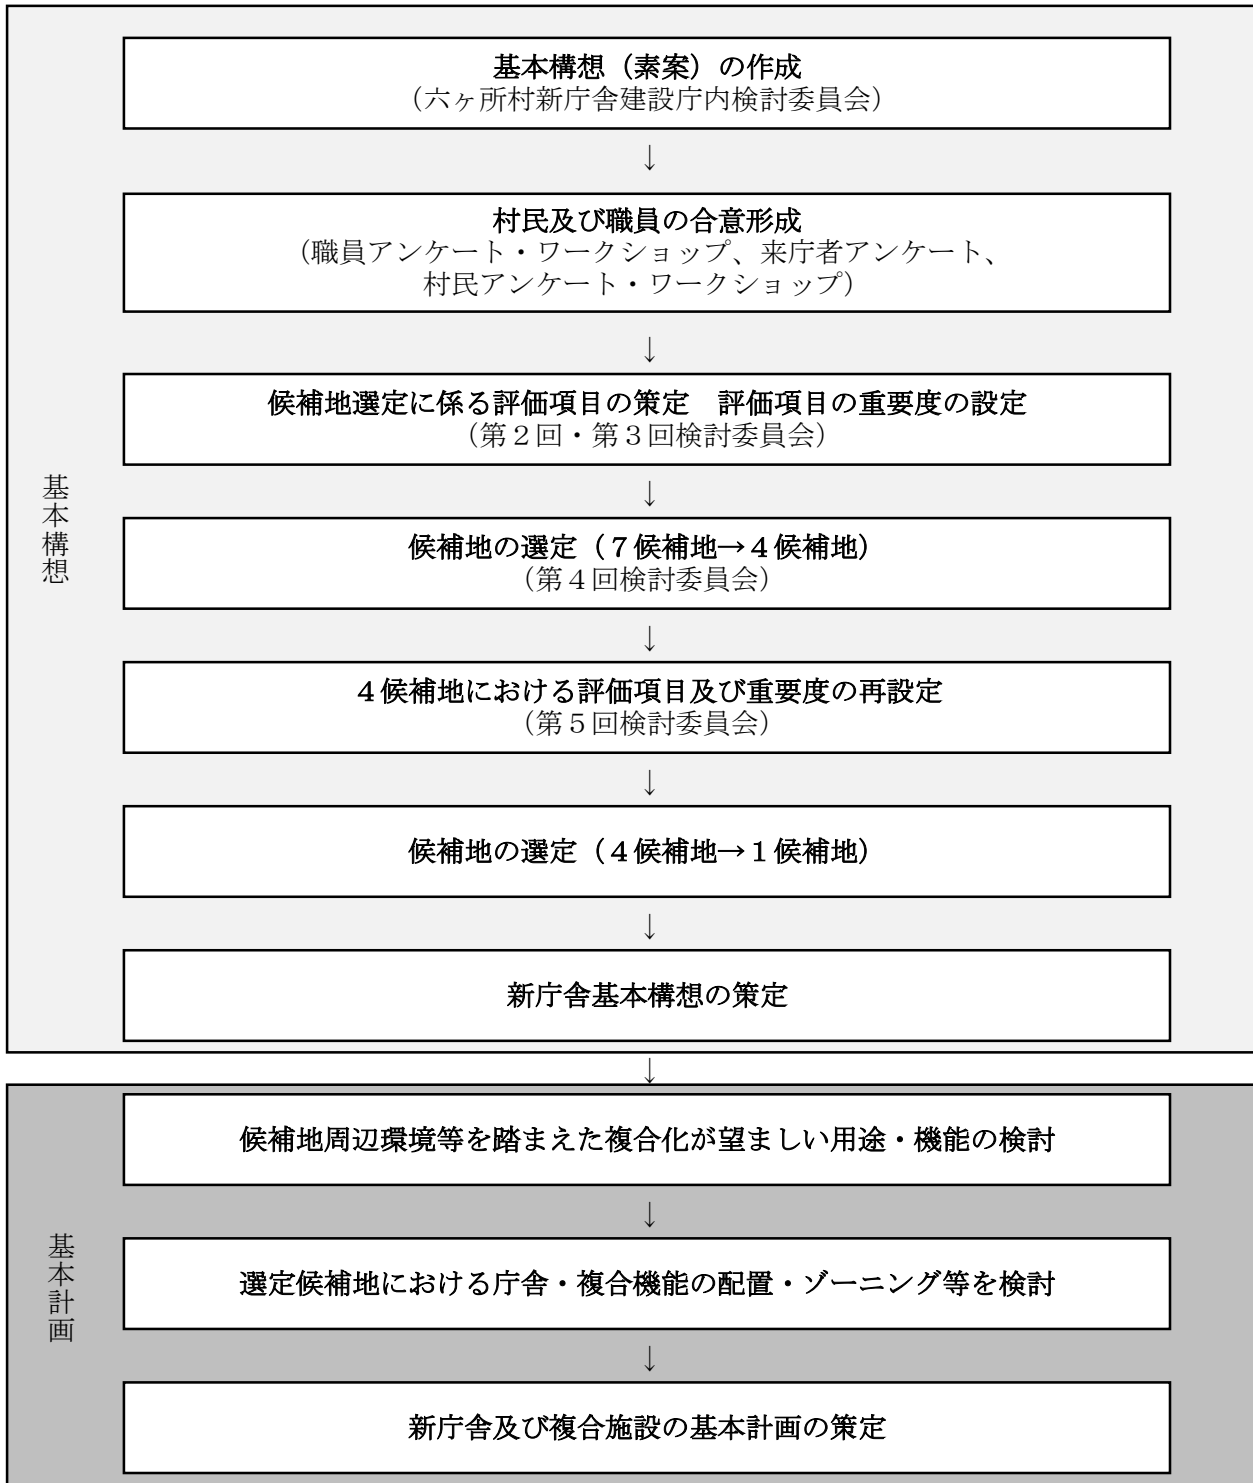 基本構想（素案）の作成
（六ヶ所村新庁舎建設庁内検討委員会）
↓
村民及び職員の合意形成
（職員アンケート・ワークショップ、来庁者アンケート、
村民アンケート・ワークショップ）
↓
候補地選定に係る評価項目の策定　評価項目の重要度の設定
（第２回・第３回検討委員会）
↓
基本構想
候補地の選定（７候補地→４候補地）
（第４回検討委員会）
↓
４候補地における評価項目及び重要度の再設定
（第５回検討委員会）
↓
候補地の選定（４候補地→１候補地）
↓
新庁舎基本構想の策定
↓
候補地周辺環境等を踏まえた複合化が望ましい用途・機能の検討
↓
基本計画
選定候補地における庁舎・複合機能の配置・ゾーニング等を検討
↓
新庁舎及び複合施設の基本計画の策定